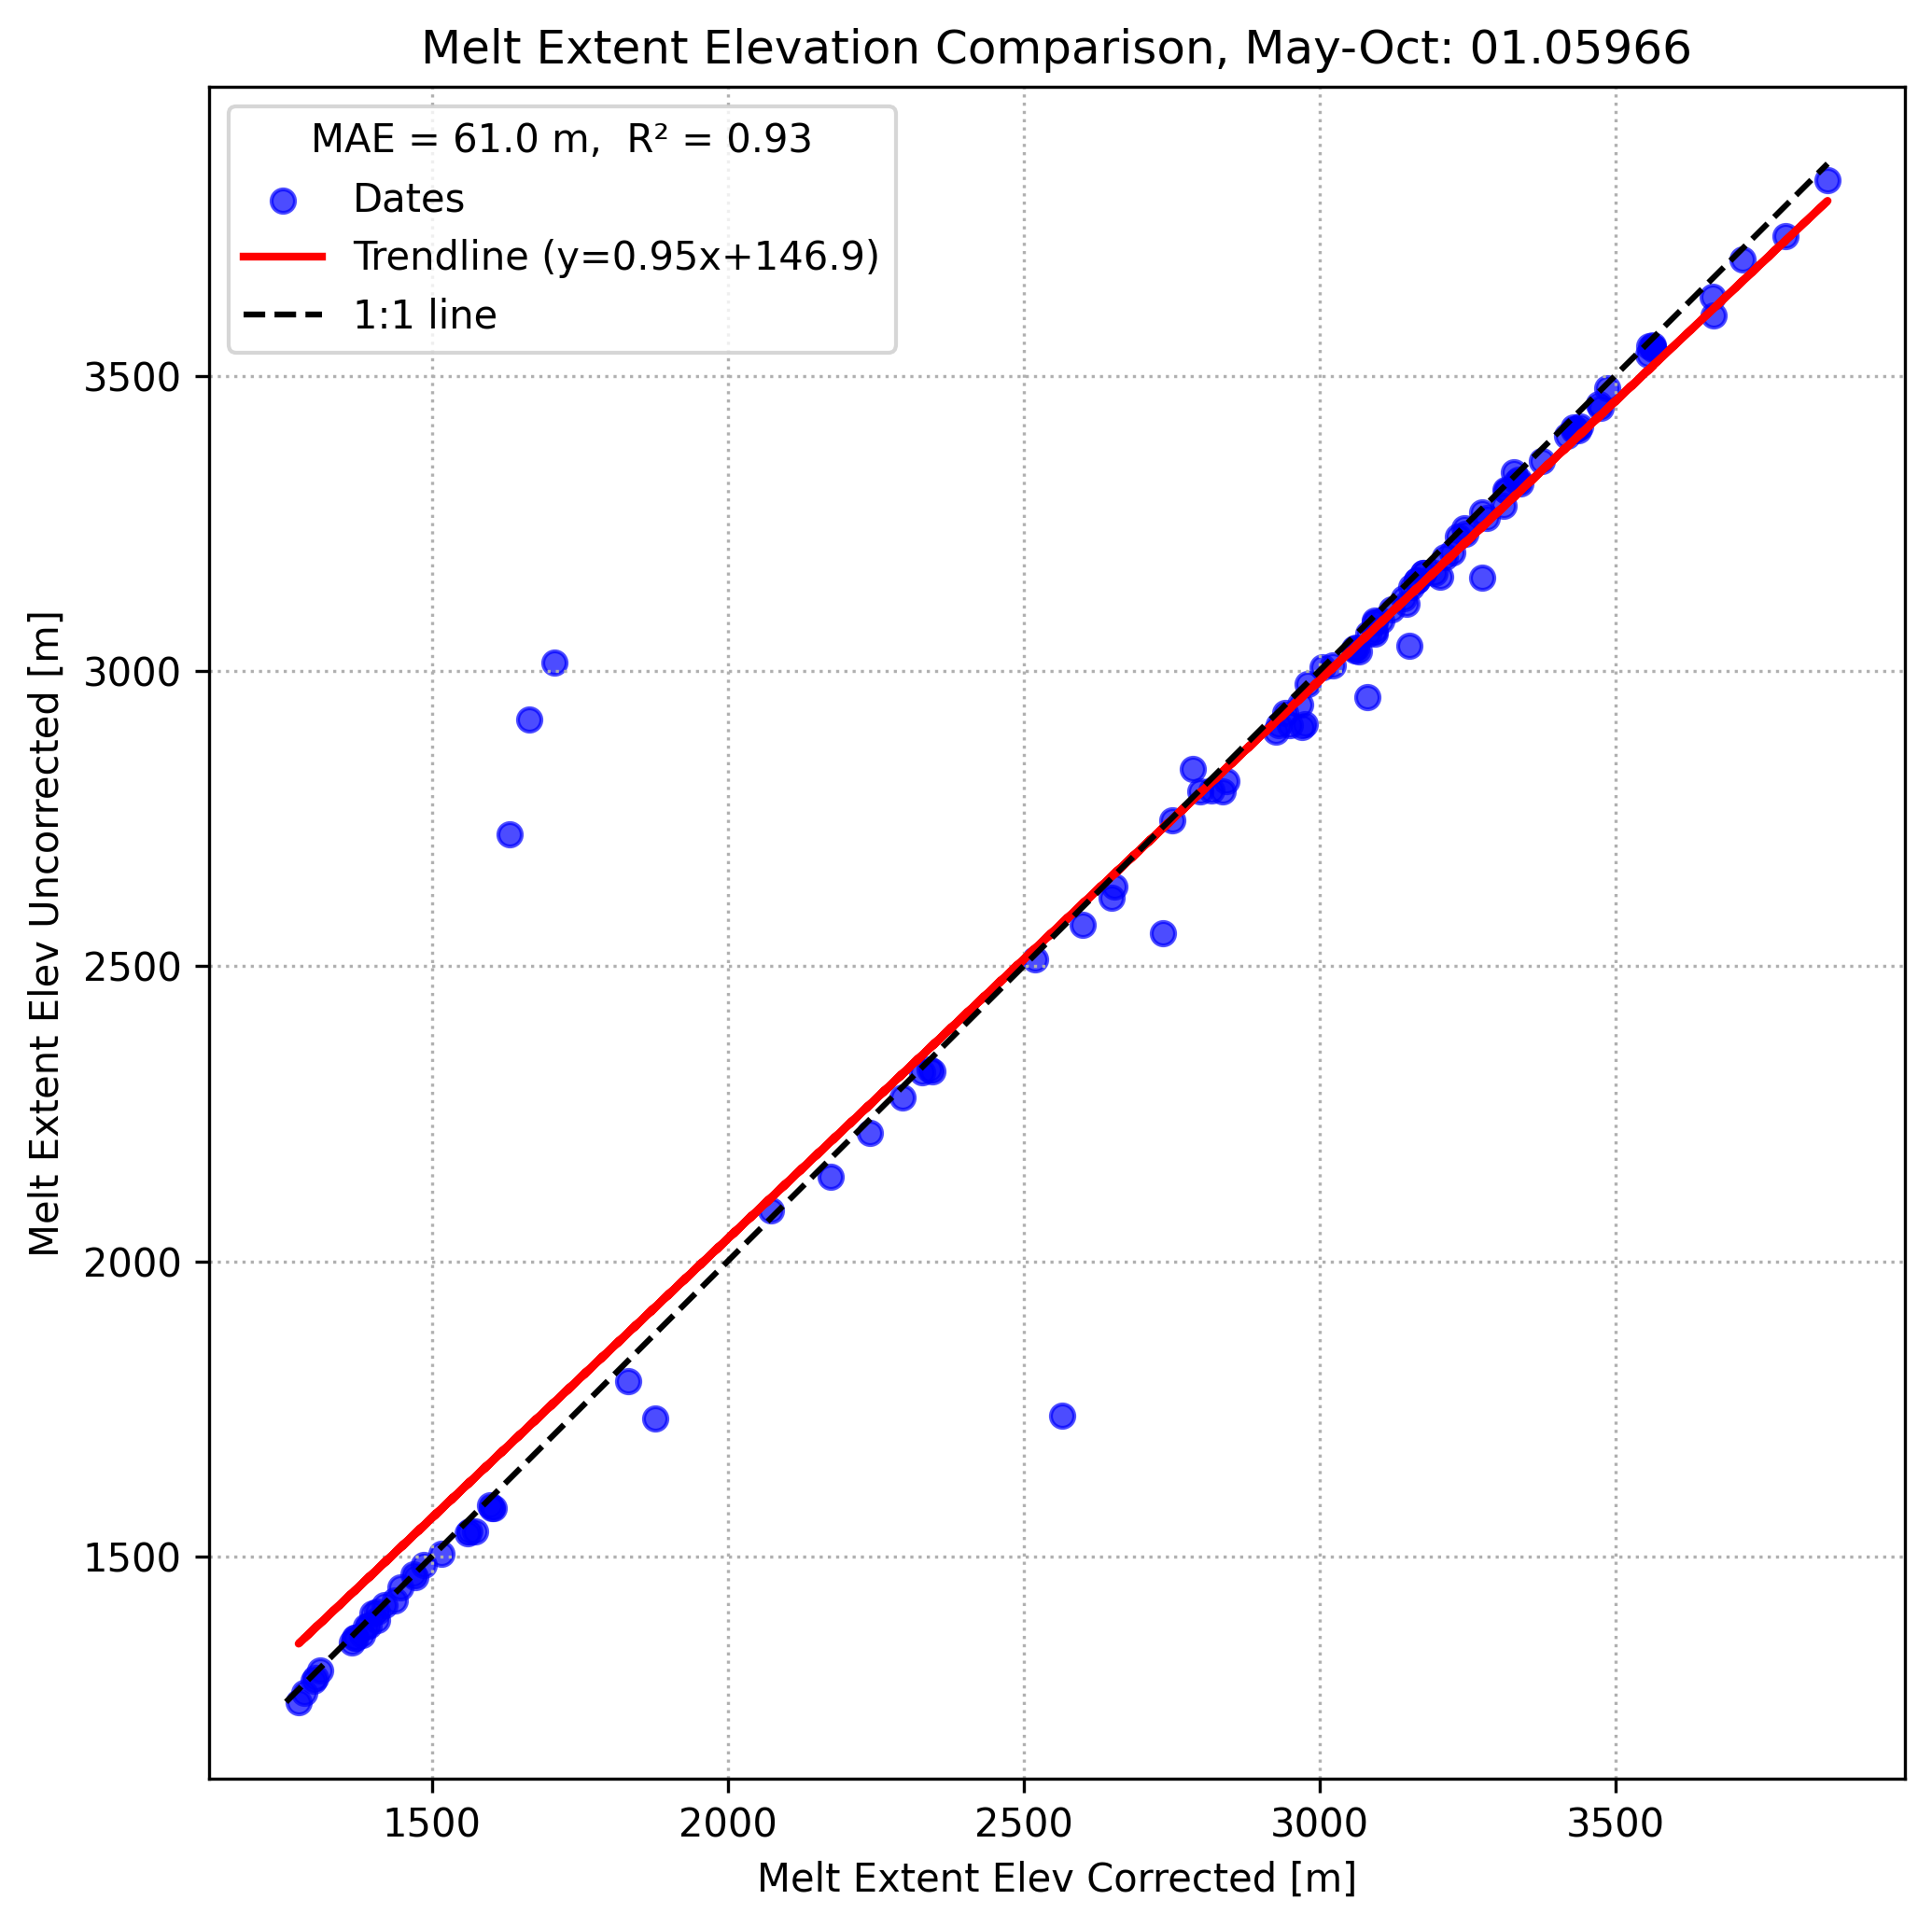 Melt Extent Elevation Comparison, May-Oct: 01.05966
MAE = 61.0 m,  R² = 0.93
Dates
Trendline (y=0.95x+146.9)
1:1 line
Melt Extent Elev Uncorrected [m]
3500
3000
2500
2000
1500
1500
2000
2500
3000
3500
Melt Extent Elev Corrected [m]